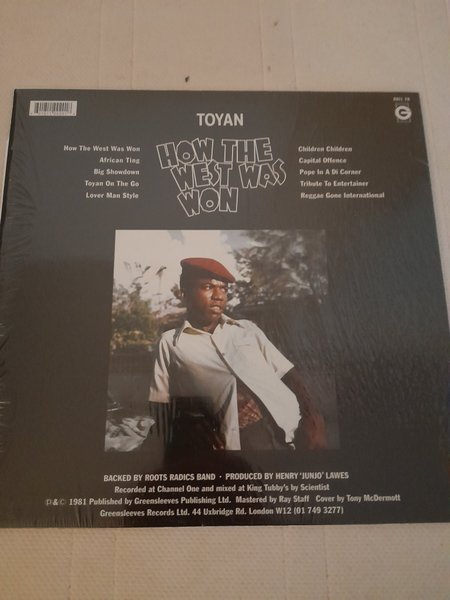 TOYAN
HOW THE
WEST WAS
WON
How The West Was Won
African Ting
Big Showdown
Toyan On The Go
Lover Man Style
Children Children
Capital Offence
Pope In A Di Corner
Tribute To Entertainer
Reggae Gone International
BACKED BY ROOTS RADICS BAND · PRODUCED BY HENRY 'JUNJO' LAWES
Recorded at Channel One and mixed at King Tubby's by Scientist
℗&© 1981 Published by Greensleeves Publishing Ltd. Mastered by Ray Staff Cover by Tony McDermott
Greensleeves Records Ltd. 44 Uxbridge Rd. London W12 (01 749 3277)